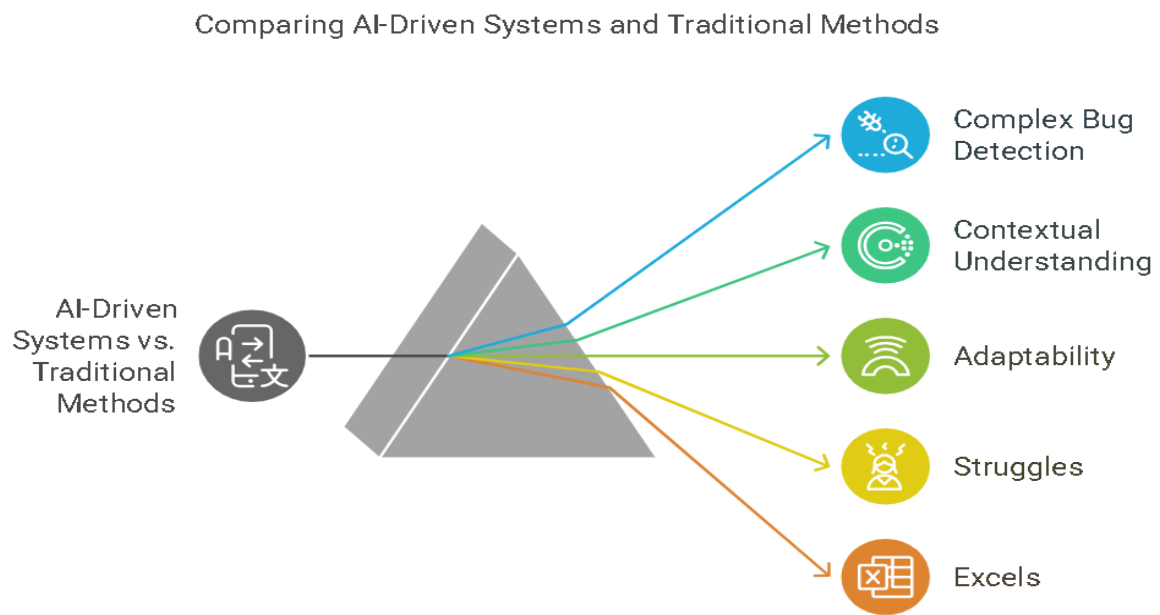 Comparing AI-Driven Systems and Traditional Methods
Complex Bug
Detection
Contextual
Understanding
AI-Driven
Systems vs.
Traditional
Methods
A
文
Adaptability
Struggles
X
Excels